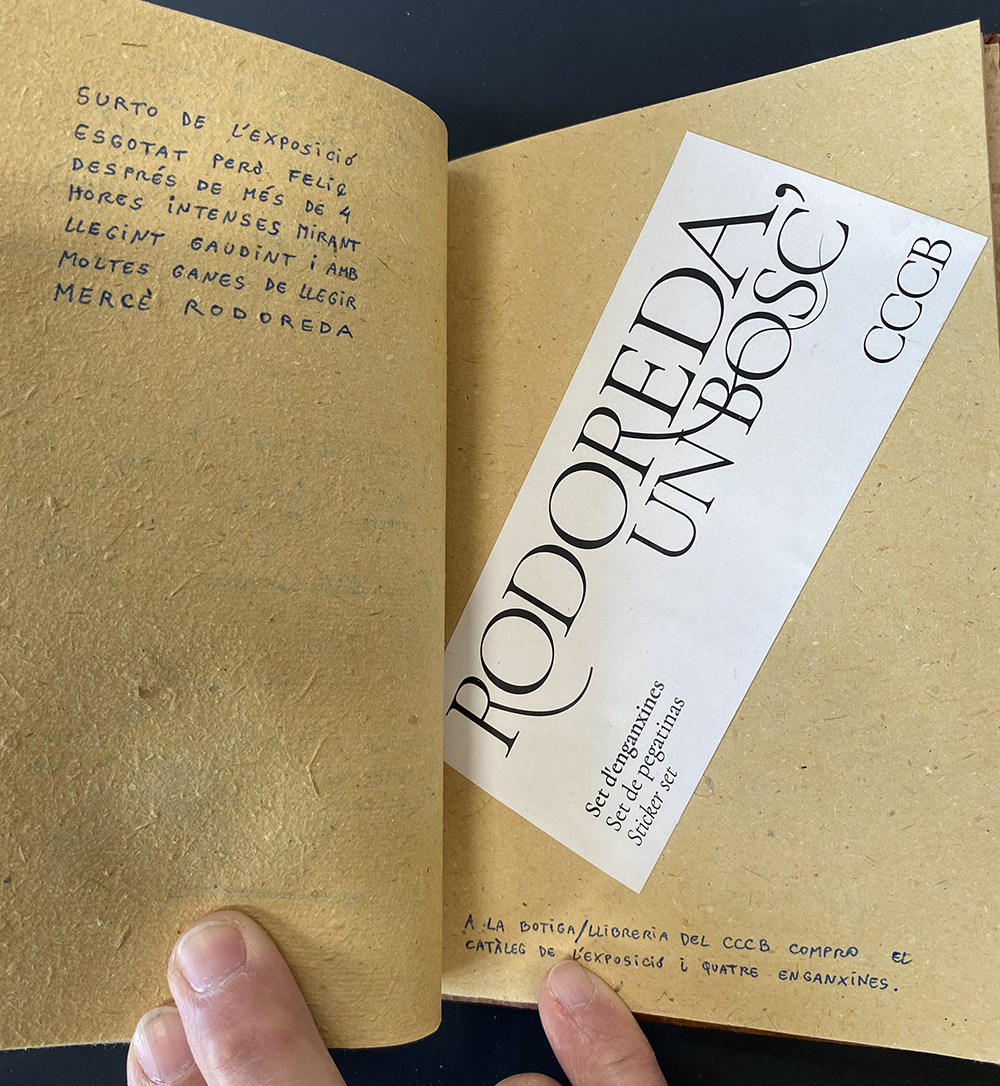 SURTO DE L'EXPOSICIÓ
ESGOTAT PERÒ FELIÇ
DESPRÉS DE MÉS DE 4
HORES INTENSES MIRANT
LLEGINT GAUDINT I AMB
MOLTES GANES DE LLEGIR
MERCÈ RODOREDA
RODOREDA,
UN BOSC
CCCB
Set d'enganxines
Set de pegatinas
Sticker set
A LA BOTIGA/LLIBRERIA DEL CCCB COMPRO EL
CATÀLEG DE L'EXPOSICIÓ I QUATRE ENGANXINES.